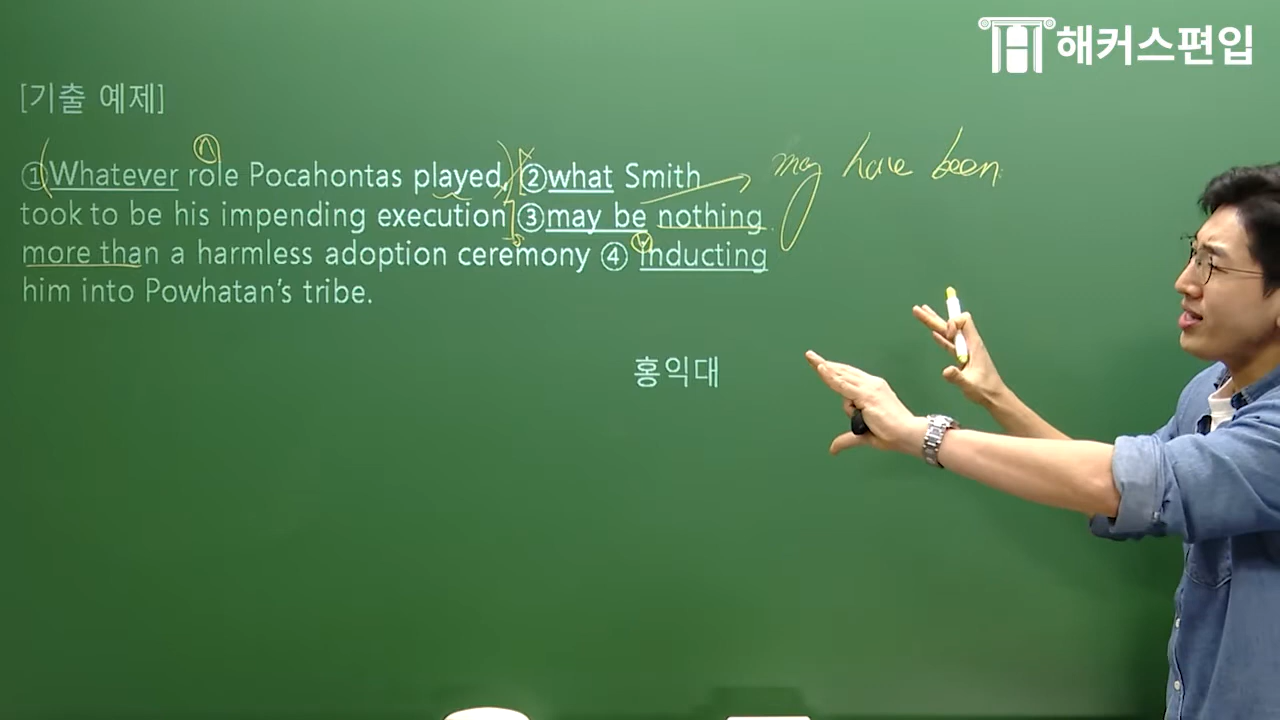 해커스편입
[기출 예제]
①Whatever role Pocahontas played, ②what Smith
may have been
took to be his impending execution ③may be nothing
more than a harmless adoption ceremony ④ inducting
him into Powhatan's tribe.
홍익대